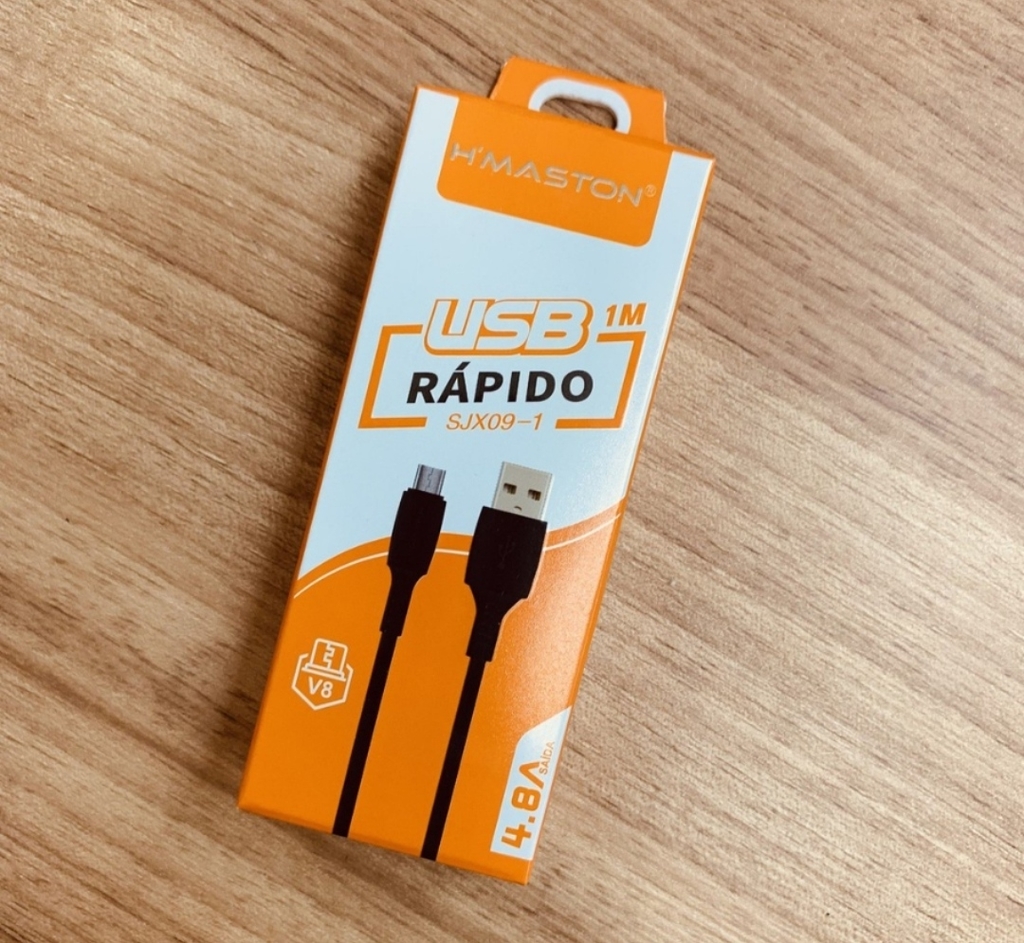 H'MASTON®
USB 1M
RÁPIDO
SJX09-1
V8
4.8A SAÍDA